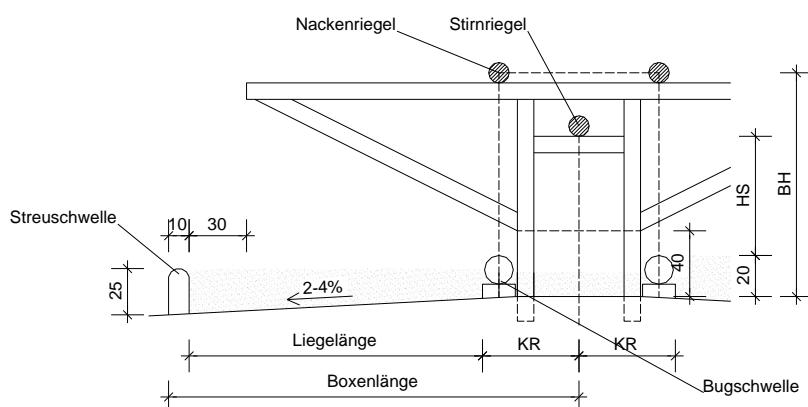 Nackenriegel
Stirnriegel
BH
HS
Streuschwelle
10
30
40
20
25
2-4%
Liegelänge
KR
KR
Boxenlänge
Bugschwelle